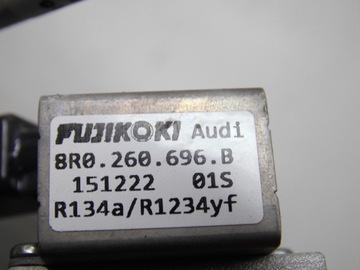 FUJIKOKI Audi
8R0.260.696.B
151222 01S
R134a/R1234yf